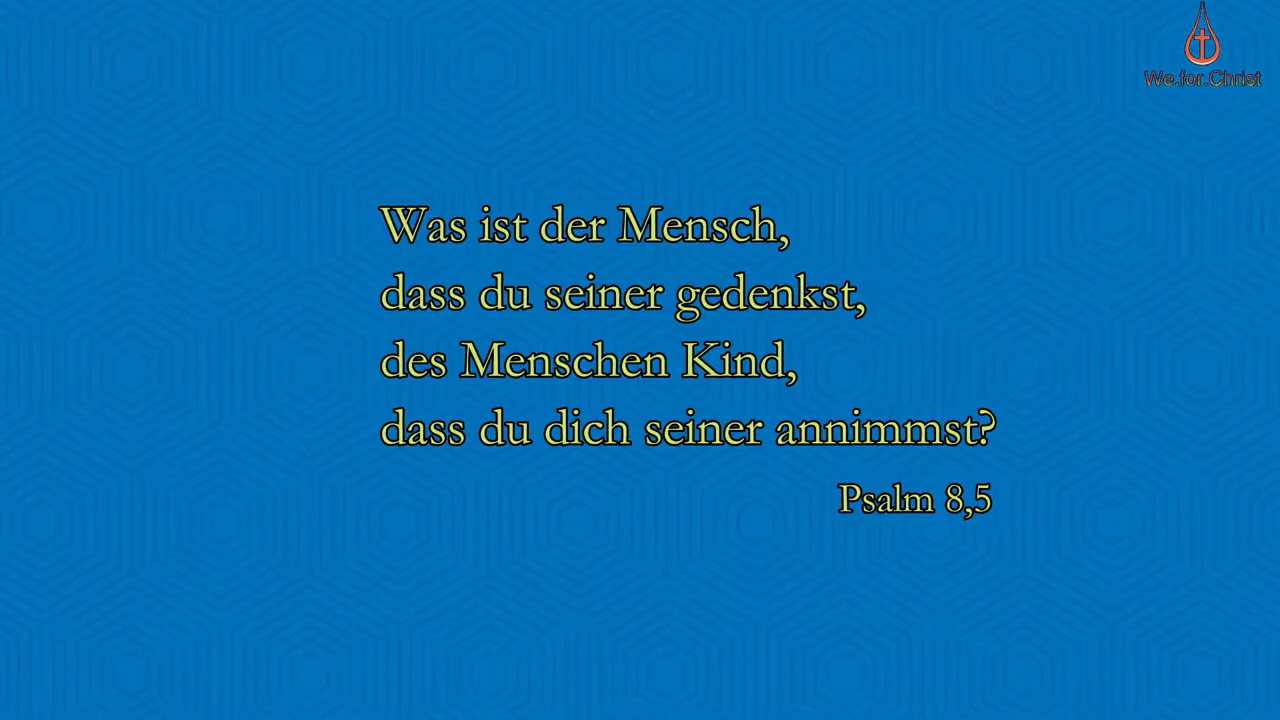 We.for.Christ
Was ist der Mensch,
dass du seiner gedenkst,
des Menschen Kind,
dass du dich seiner annimmst?
Psalm 8,5